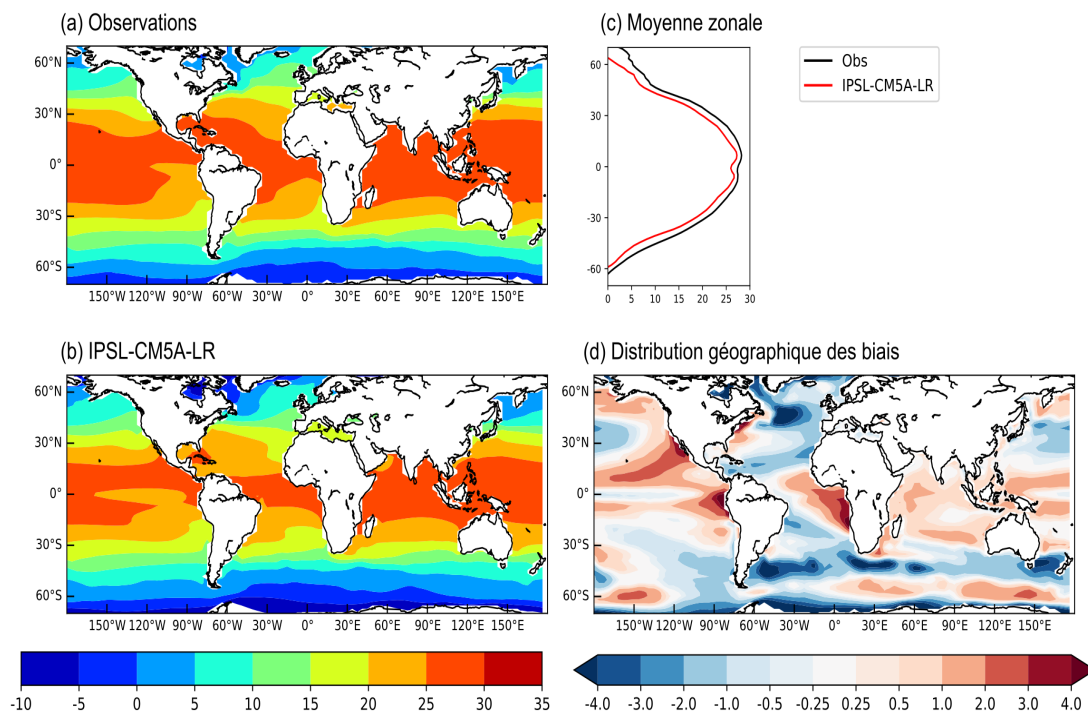 (a) Observations
60°N
30°N
0°
30°S
60°S
150°W 120°W 90°W 60°W 30°W 0° 30°E 60°E 90°E 120°E 150°E
(c) Moyenne zonale
60
30
0
-30
-60
0 5 10 15 20 25 30
Obs
IPSL-CM5A-LR
(b) IPSL-CM5A-LR
60°N
30°N
0°
30°S
60°S
150°W 120°W 90°W 60°W 30°W 0° 30°E 60°E 90°E 120°E 150°E
-10 -5 0 5 10 15 20 25 30 35
(d) Distribution géographique des biais
60°N
30°N
0°
30°S
60°S
150°W 120°W 90°W 60°W 30°W 0° 30°E 60°E 90°E 120°E 150°E
-4.0 -3.0 -2.0 -1.0 -0.5 -0.25 0.25 0.5 1.0 2.0 3.0 4.0